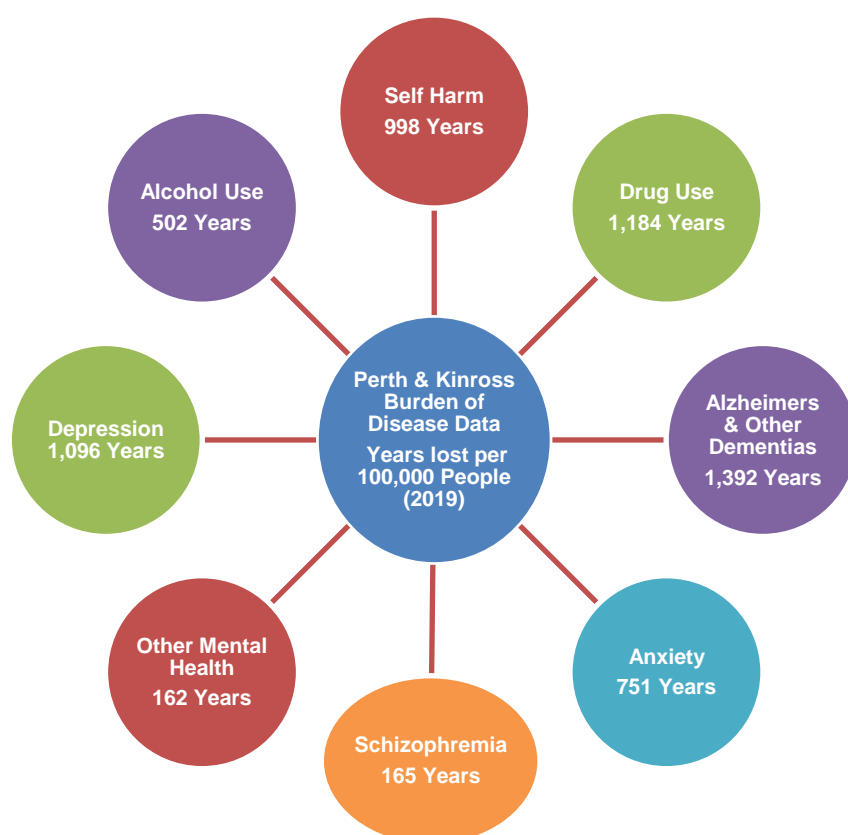 Self Harm
998 Years
Drug Use
1,184 Years
Alzheimers
& Other
Dementias
1,392 Years
Anxiety
751 Years
Schizophremia
165 Years
Other Mental
Health
162 Years
Depression
1,096 Years
Alcohol Use
502 Years
Perth & Kinross
Burden of
Disease Data
Years lost per
100,000 People
(2019)